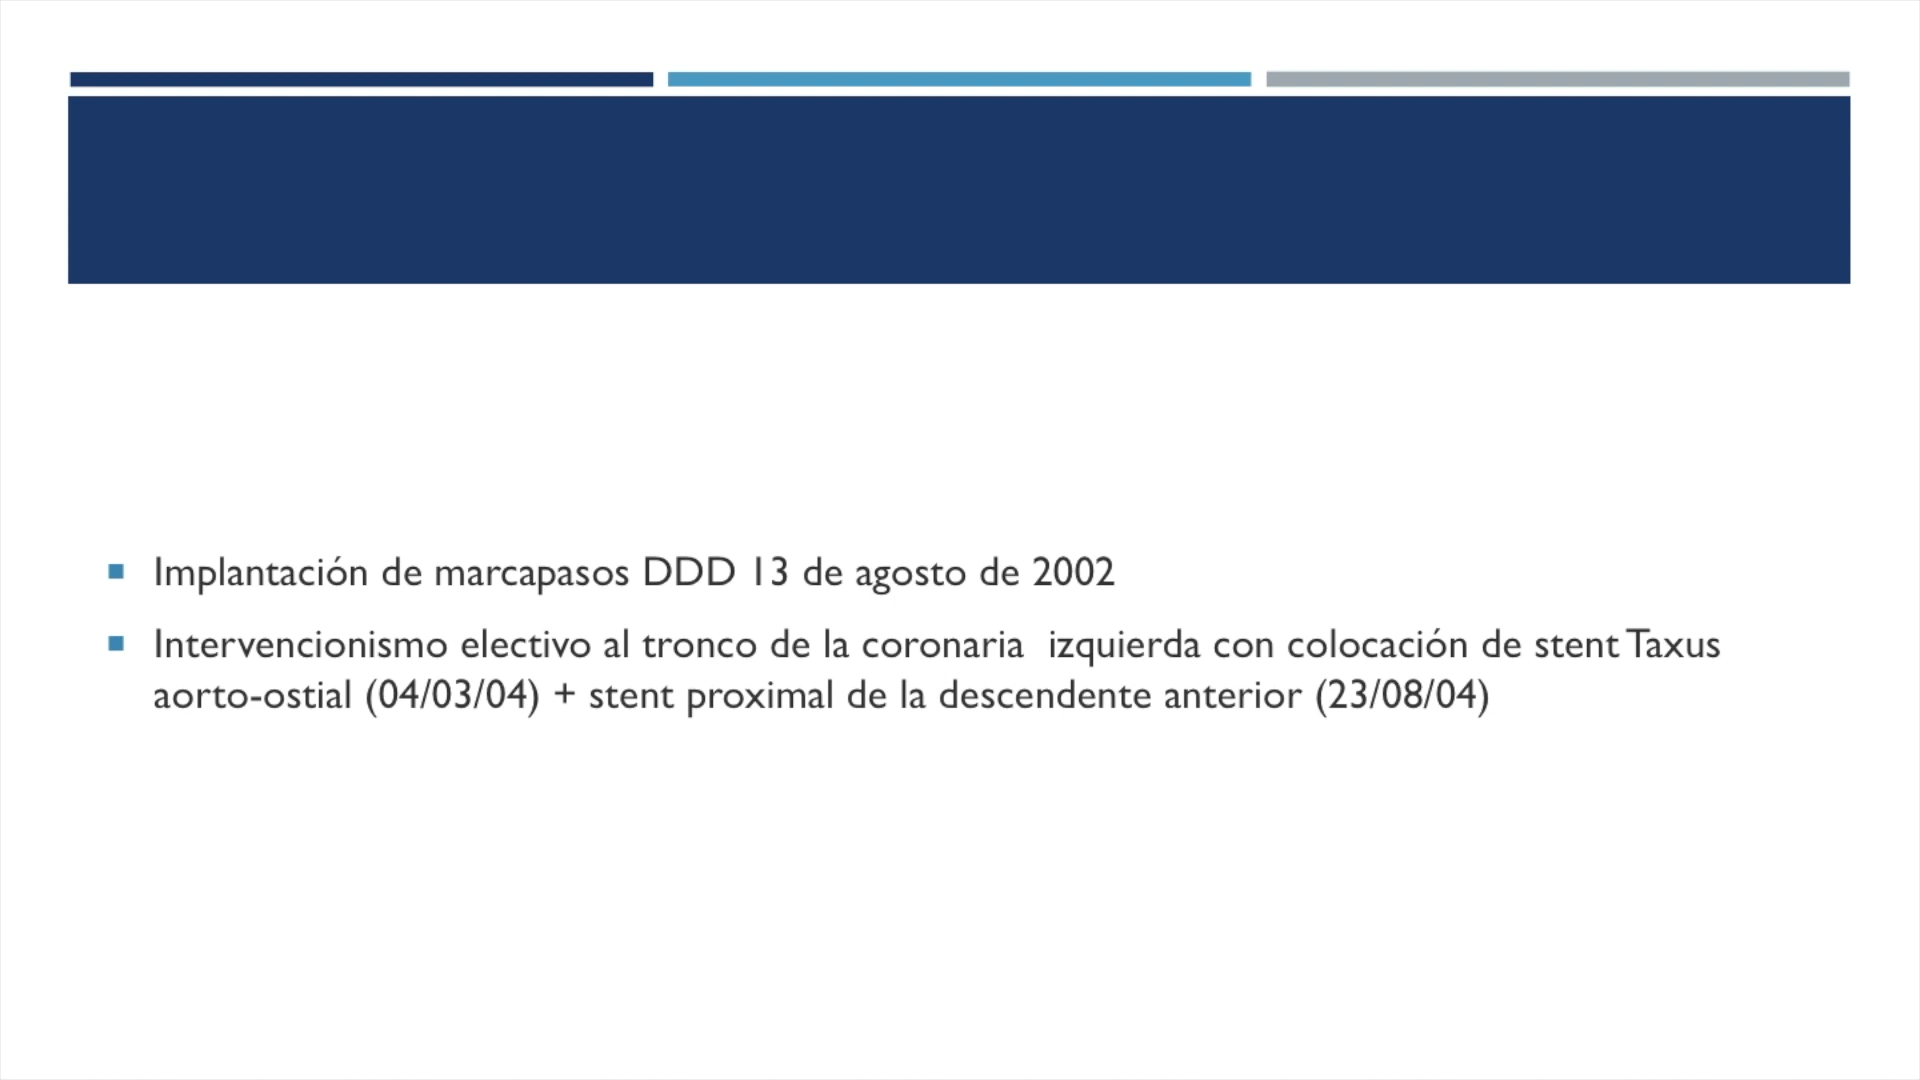 Implantación de marcapasos DDD 13 de agosto de 2002
Intervencionismo electivo al tronco de la coronaria  izquierda con colocación de stent Taxus
aorto-ostial (04/03/04) + stent proximal de la descendente anterior (23/08/04)